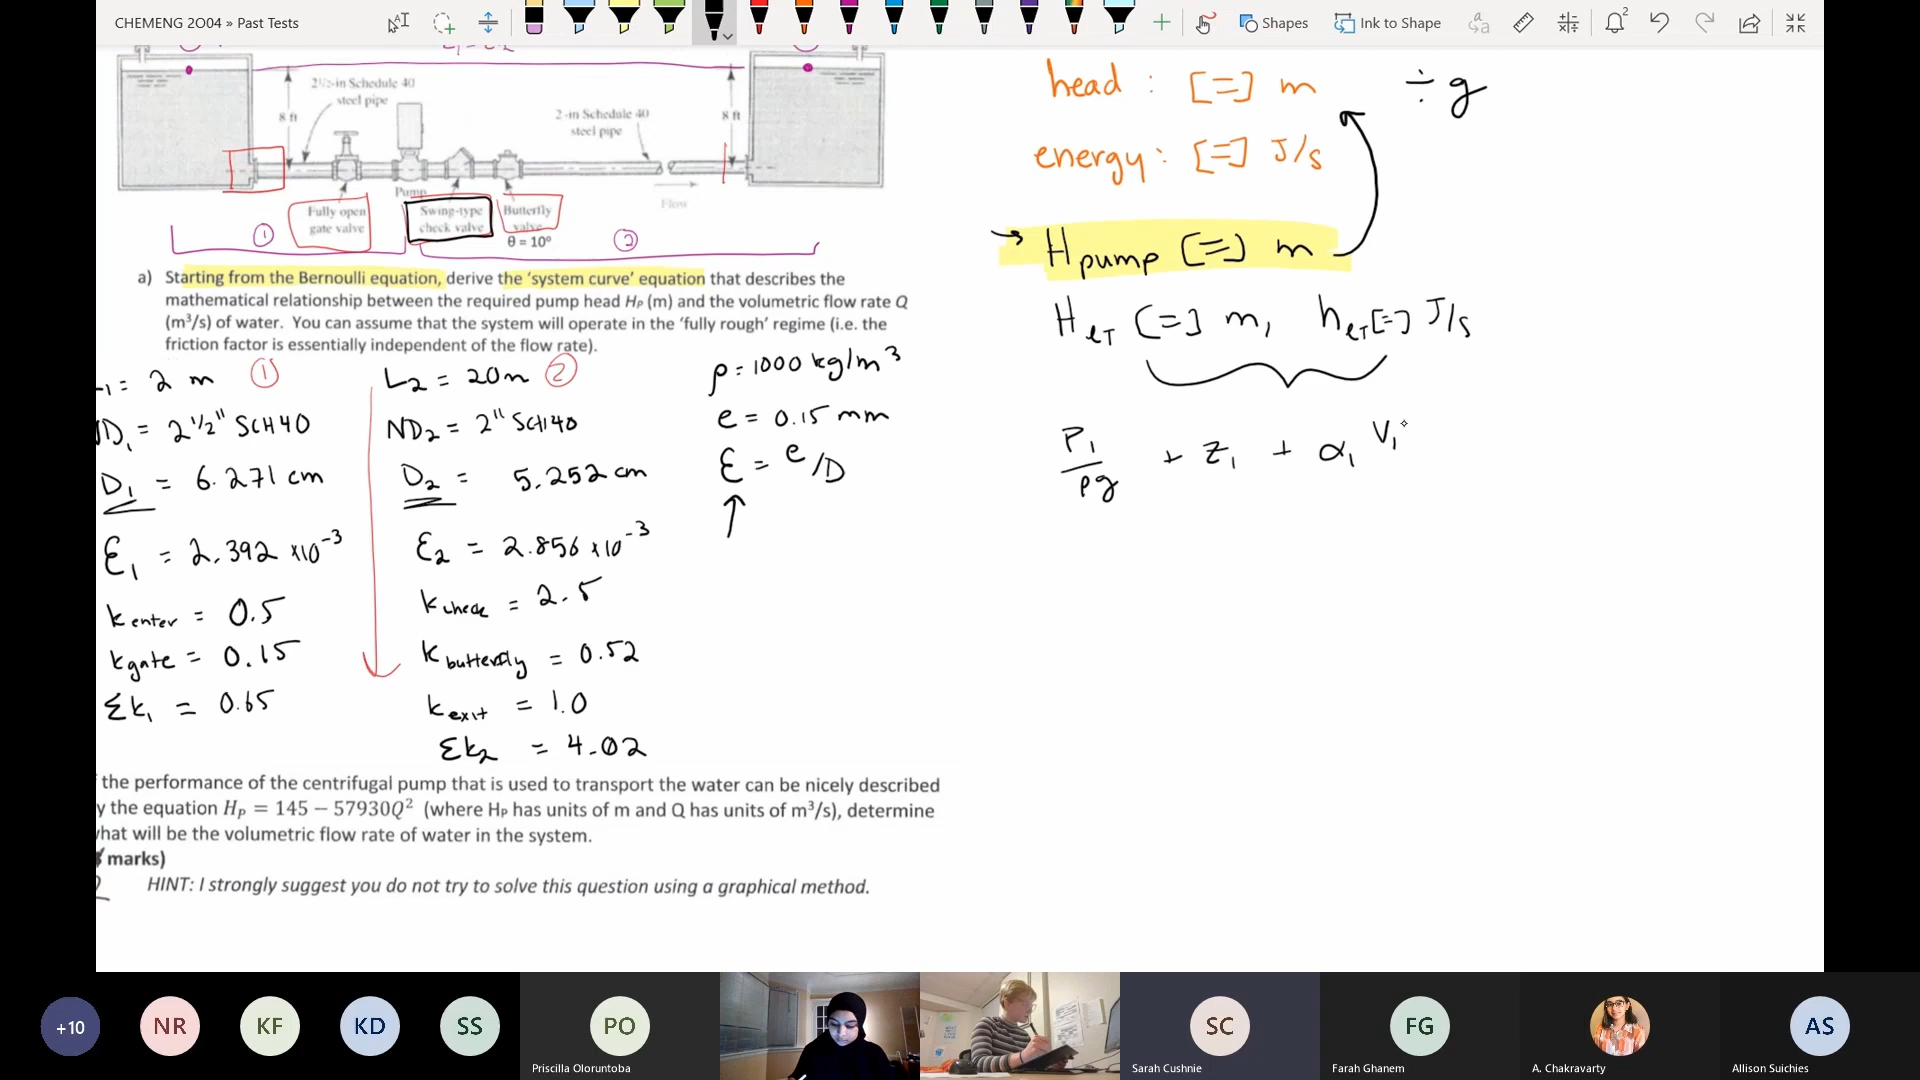 CHEMENG 2O04 » Past Tests
Shapes
Ink to Shape
2
2½-in Schedule 40
steel pipe
8 ft
2-in Schedule 40
steel pipe
8 ft
Pump
Flow
Fully open
gate valve
Swing-type
check valve
Butterfly
valve
θ = 10°
①
②
a) Starting from the Bernoulli equation, derive the 'system curve' equation that describes the
mathematical relationship between the required pump head Hₚ (m) and the volumetric flow rate Q
(m³/s) of water. You can assume that the system will operate in the 'fully rough' regime (i.e. the
friction factor is essentially independent of the flow rate).
₁ = 2 m ①
D₁ = 2 1/2" SCH40
D₁ = 6.271 cm
Ɛ₁ = 2.392 x10⁻³
k enter = 0.5
kgate = 0.15
Σk₁ = 0.65
L₂ = 20m ②
ND₂ = 2" SCH40
D₂ = 5.252 cm
Ɛ₂ = 2.856 x10⁻³
k check = 2.5
k butterfly = 0.52
k exit = 1.0
Σk₂ = 4.02
ρ = 1000 kg/m³
e = 0.15 mm
Ɛ = e/D
the performance of the centrifugal pump that is used to transport the water can be nicely described
y the equation Hₚ = 145 − 57930Q² (where Hₚ has units of m and Q has units of m³/s), determine
hat will be the volumetric flow rate of water in the system.
marks)
HINT: I strongly suggest you do not try to solve this question using a graphical method.
head : [=] m ÷ g
energy : [=] J/s
→ H pump [=] m
H eT [=] m, h eT [=] J/s
P₁/ρg + z₁ + α₁ V₁
+10
NR
KF
KD
SS
PO
Priscilla Oloruntoba
SC
Sarah Cushnie
FG
Farah Ghanem
A. Chakravarty
AS
Allison Suichies